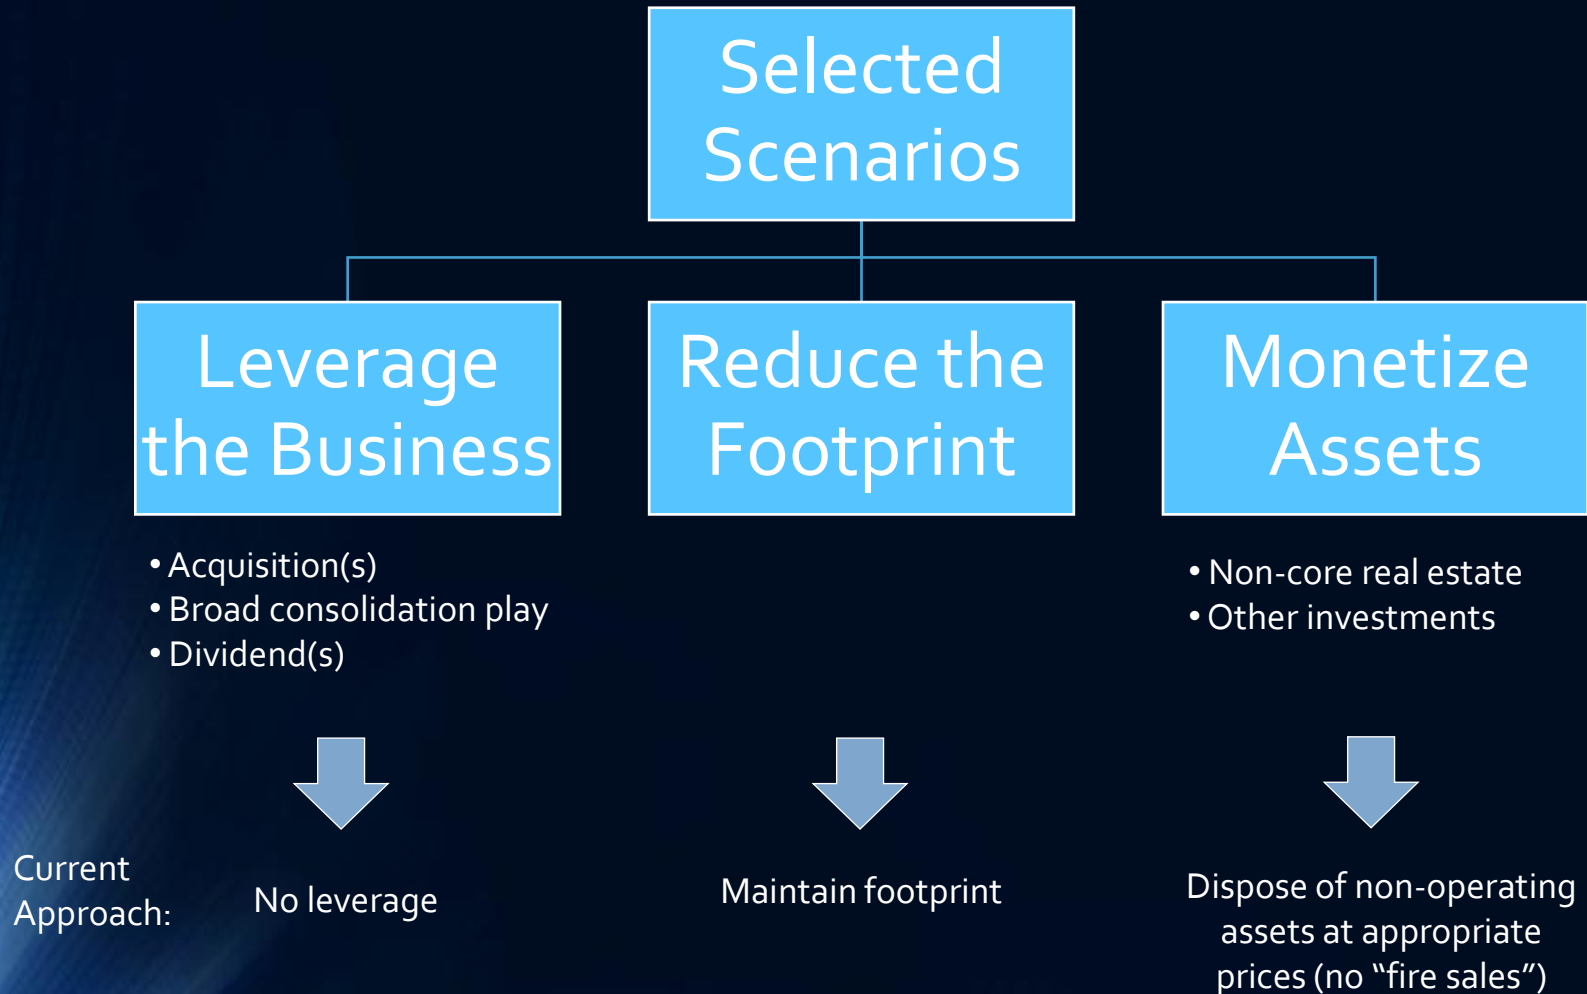 Selected
Scenarios
Leverage
the Business
Reduce the
Footprint
Monetize
Assets
• Acquisition(s)
• Broad consolidation play
• Dividend(s)
• Non-core real estate
• Other investments
Current
Approach:
No leverage
Maintain footprint
Dispose of non-operating
assets at appropriate
prices (no “fire sales”)